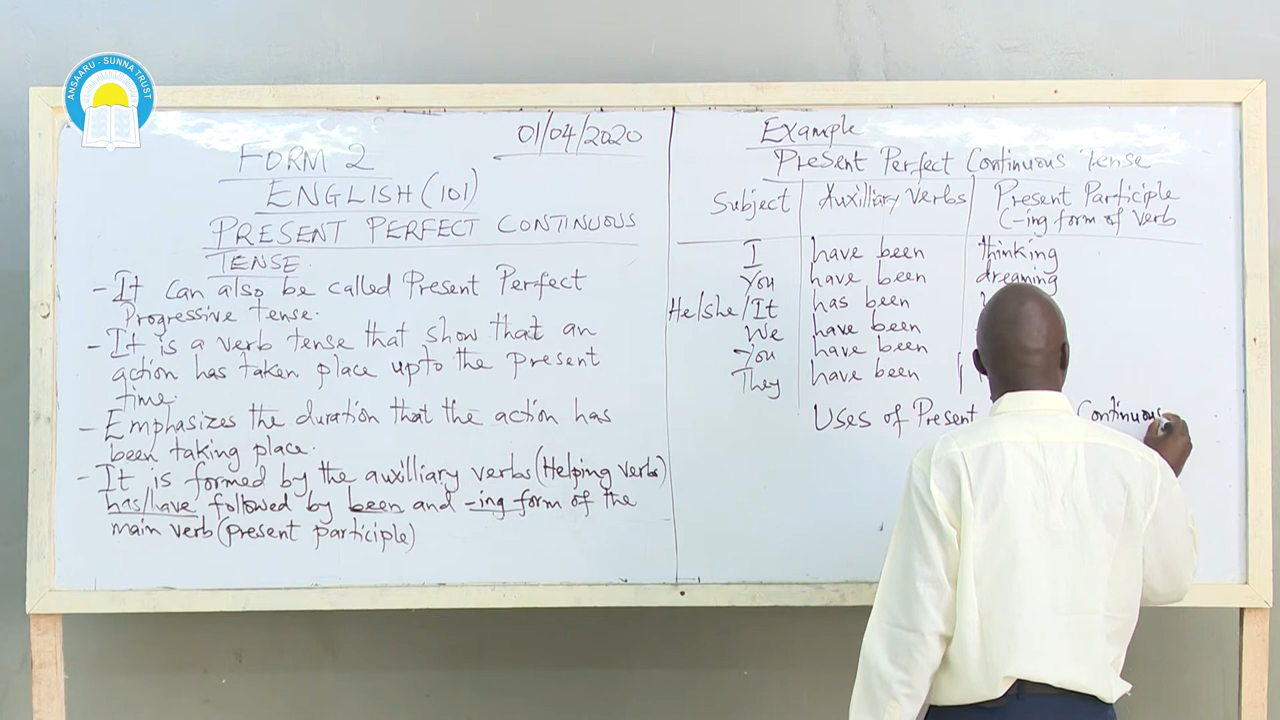 ANSAARU - SUNNA TRUST
01/04/2020
FORM 2
ENGLISH (101)
PRESENT PERFECT CONTINUOUS
TENSE.
- It can also be called Present Perfect
Progressive tense.
- It is a verb tense that show that an
action has taken place upto the present
time.
- Emphasizes the duration that the action has
been taking place.
- It is formed by the auxilliary verbs (Helping verbs)
has/have followed by been and -ing form of the
main verb (present participle)
Example
Present Perfect Continuous Tense
Subject Auxiliary Verbs Present Participle
(-ing form of Verb
I have been thinking
You have been dreaming
He/she/It has been
We have been
You have been
They have been
Uses of Present Continuous